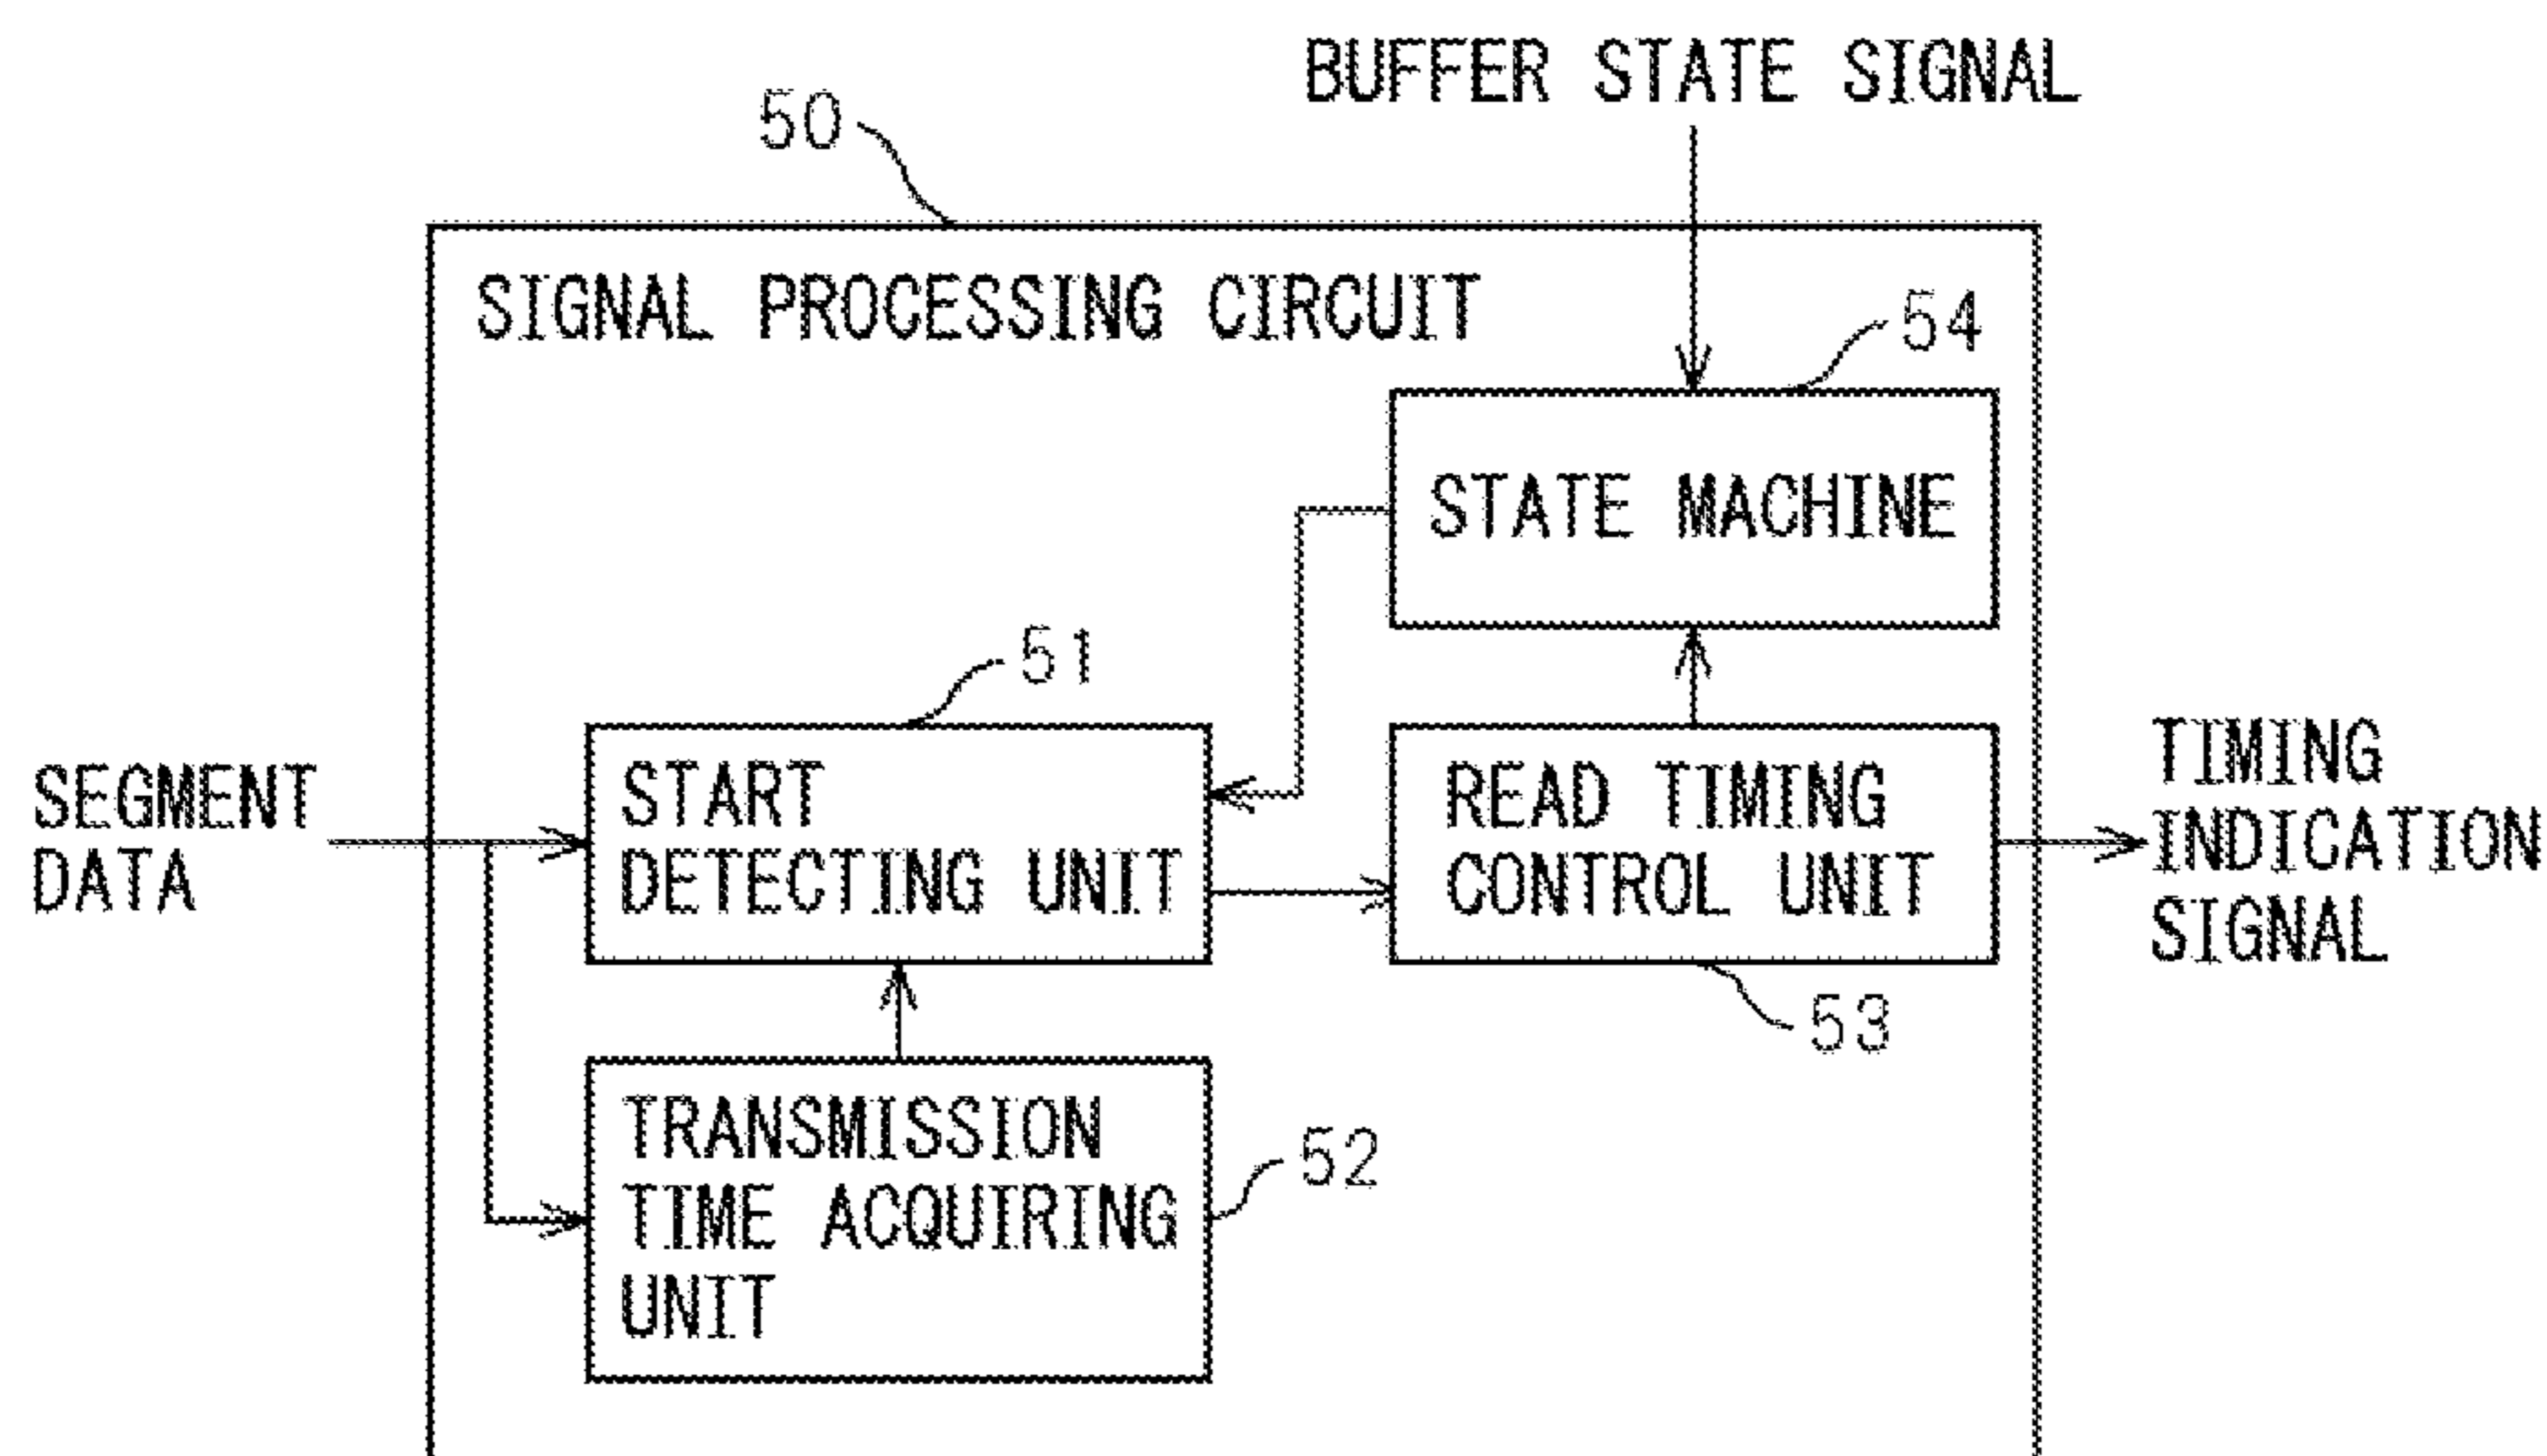 BUFFER STATE SIGNAL
50
SIGNAL PROCESSING CIRCUIT
54
STATE MACHINE
51
SEGMENT
DATA
START
DETECTING UNIT
READ TIMING
CONTROL UNIT
TIMING
INDICATION
SIGNAL
53
TRANSMISSION
TIME ACQUIRING
UNIT
52